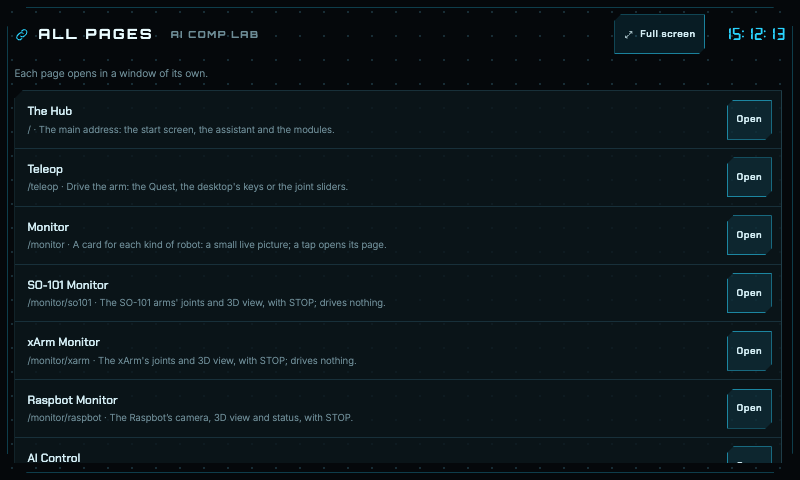 ALL PAGES AI COMP LAB Full screen 15:12:13
Each page opens in a window of its own.
The Hub
/ · The main address: the start screen, the assistant and the modules.
Open
Teleop
/teleop · Drive the arm: the Quest, the desktop's keys or the joint sliders.
Open
Monitor
/monitor · A card for each kind of robot: a small live picture; a tap opens its page.
Open
SO-101 Monitor
/monitor/so101 · The SO-101 arms' joints and 3D view, with STOP; drives nothing.
Open
xArm Monitor
/monitor/xarm · The xArm's joints and 3D view, with STOP; drives nothing.
Open
Raspbot Monitor
/monitor/raspbot · The Raspbot's camera, 3D view and status, with STOP.
Open
AI Control